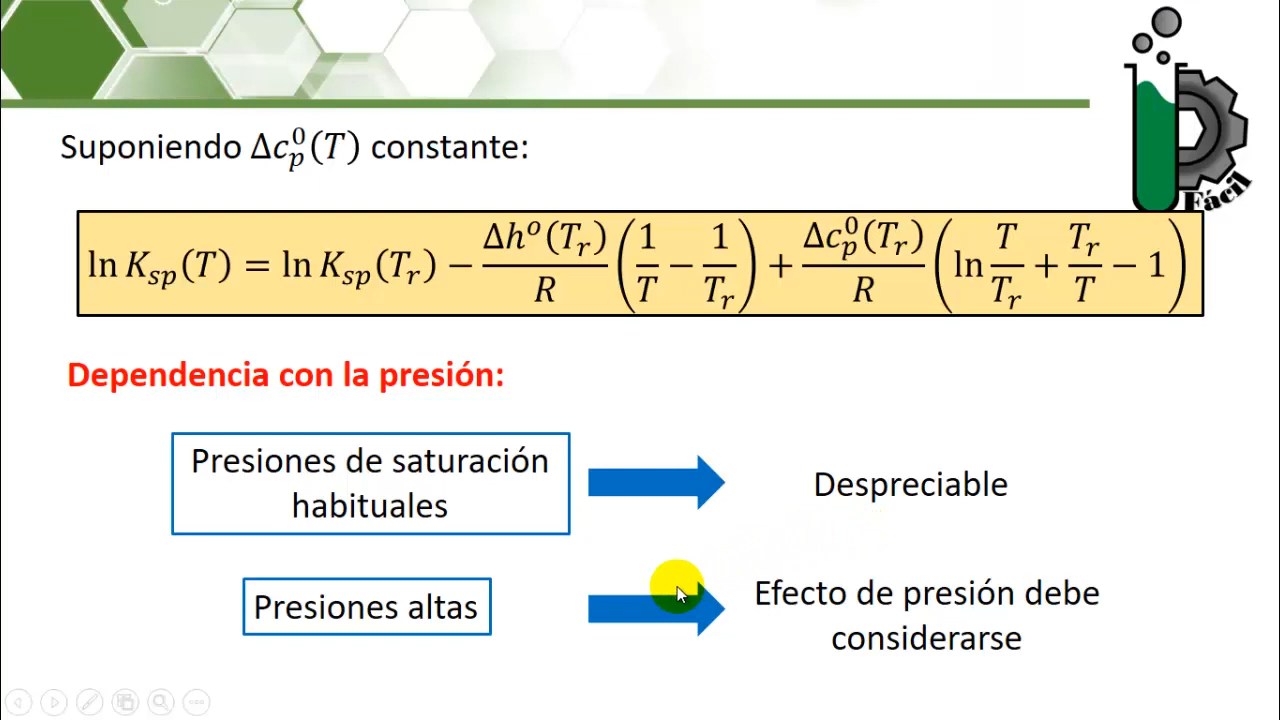 Fácil
Suponiendo Δc_p^0(T) constante:
ln K_sp(T) = ln K_sp(T_r) − Δh^o(T_r)/R (1/T − 1/T_r) + Δc_p^0(T_r)/R (ln T/T_r + T_r/T − 1)
Dependencia con la presión:
Presiones de saturación
habituales
Despreciable
Presiones altas
Efecto de presión debe
considerarse